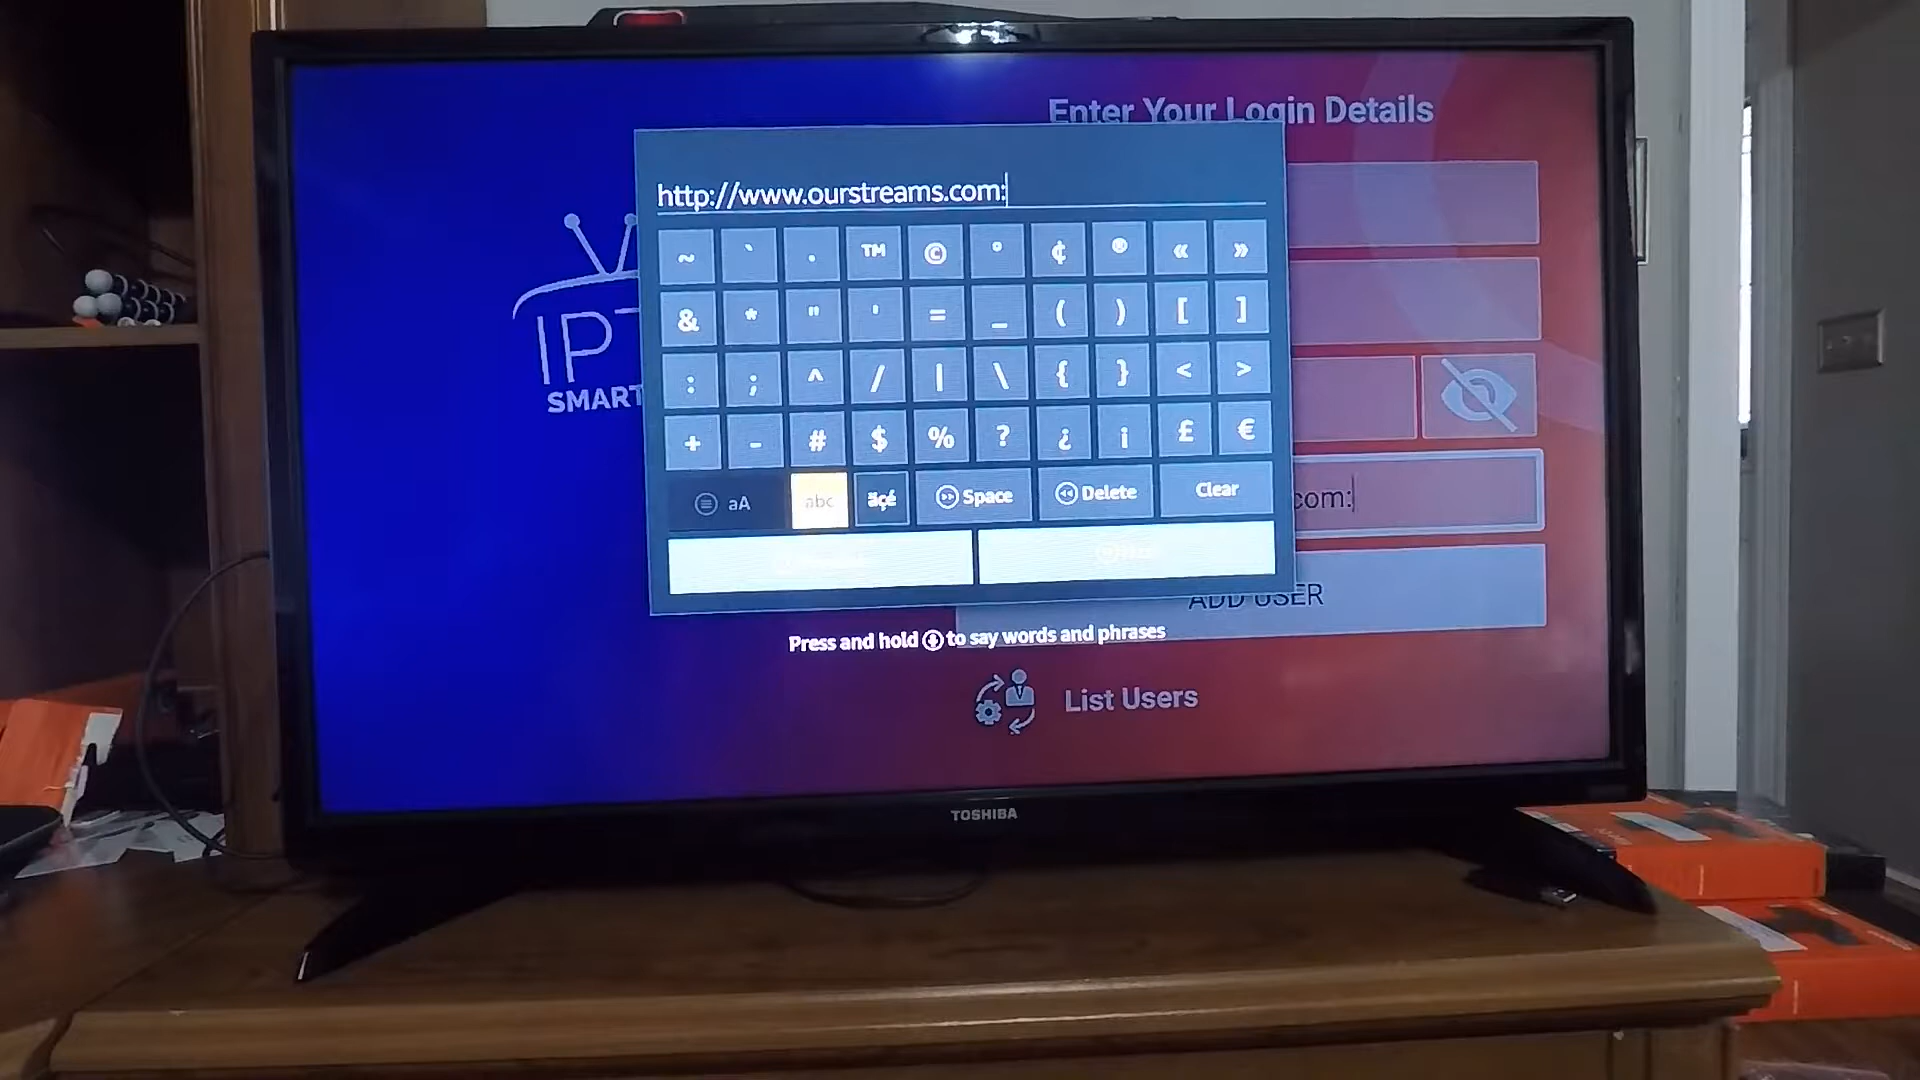 Enter Your Login Details
http://www.ourstreams.com:
~ ` · ™ © ° ¢ ® « »
& * " ' = _ ( ) [ ]
: ; ^ / | \ { } < >
+ - # $ % ? ¿ ¡ £ €
aA abc äçé Space Delete Clear
IPT
SMART
com:
ADD USER
Press and hold to say words and phrases
List Users
TOSHIBA